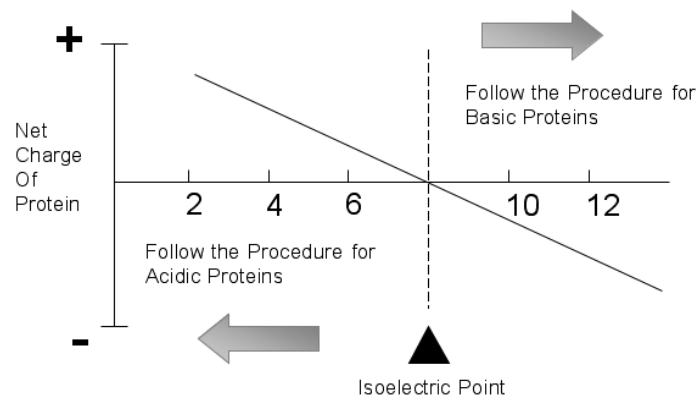 +
Follow the Procedure for
Basic Proteins
Net
Charge
Of
Protein
2 4 6 10 12
Follow the Procedure for
Acidic Proteins
-
Isoelectric Point